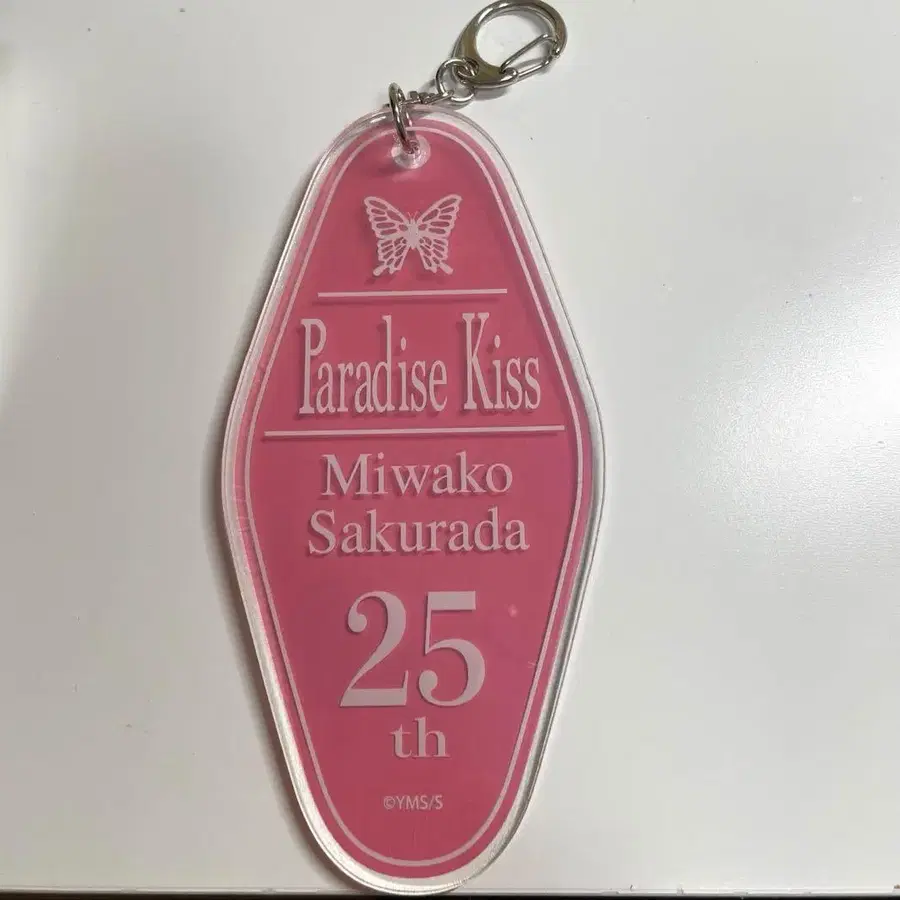 Paradise Kiss
Miwako
Sakurada
25
th
©YMS/S